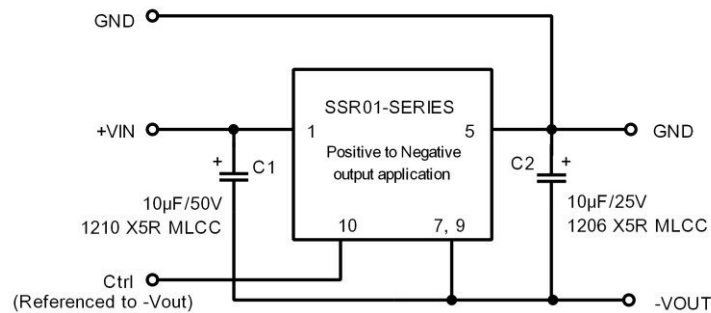 GND
SSR01-SERIES
+VIN
1
5
GND
Positive to Negative
output application
+
C1
C2
+
10µF/50V
1210 X5R MLCC
10µF/25V
1206 X5R MLCC
10
7, 9
Ctrl
(Referenced to -Vout)
-VOUT